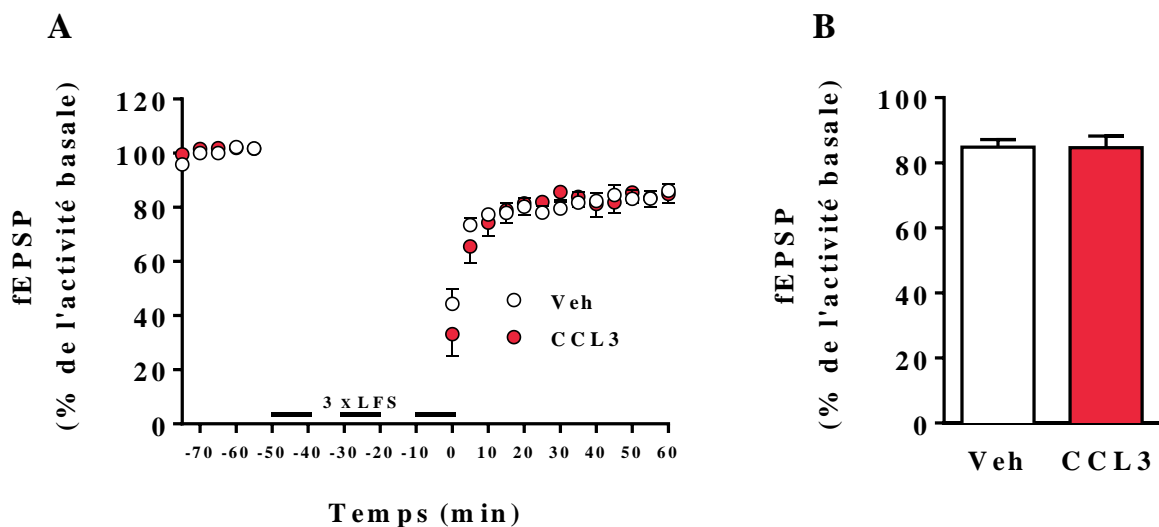 A
fEPSP
(% de l'activité basale)
120
100
80
60
40
20
0
3 x LFS
Veh
CCL3
-70 -60 -50 -40 -30 -20 -10 0 10 20 30 40 50 60
Temps (min)
B
fEPSP
(% de l'activité basale)
100
80
60
40
20
0
Veh CCL3